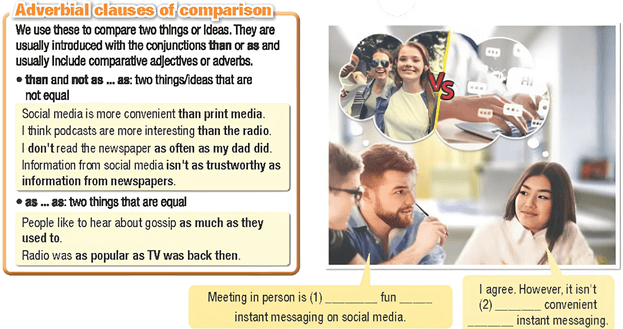 Adverbial clauses of comparison
We use these to compare two things or ideas. They are
usually introduced with the conjunctions than or as and
usually include comparative adjectives or adverbs.
• than and not as ... as: two things/ideas that are
not equal
Social media is more convenient than print media.
I think podcasts are more interesting than the radio.
I don't read the newspaper as often as my dad did.
Information from social media isn't as trustworthy as
information from newspapers.
• as ... as: two things that are equal
People like to hear about gossip as much as they
used to.
Radio was as popular as TV was back then.
VS
Hi
Meeting in person is (1) ________ fun _____
instant messaging on social media.
I agree. However, it isn't
(2) _______ convenient
_______ instant messaging.